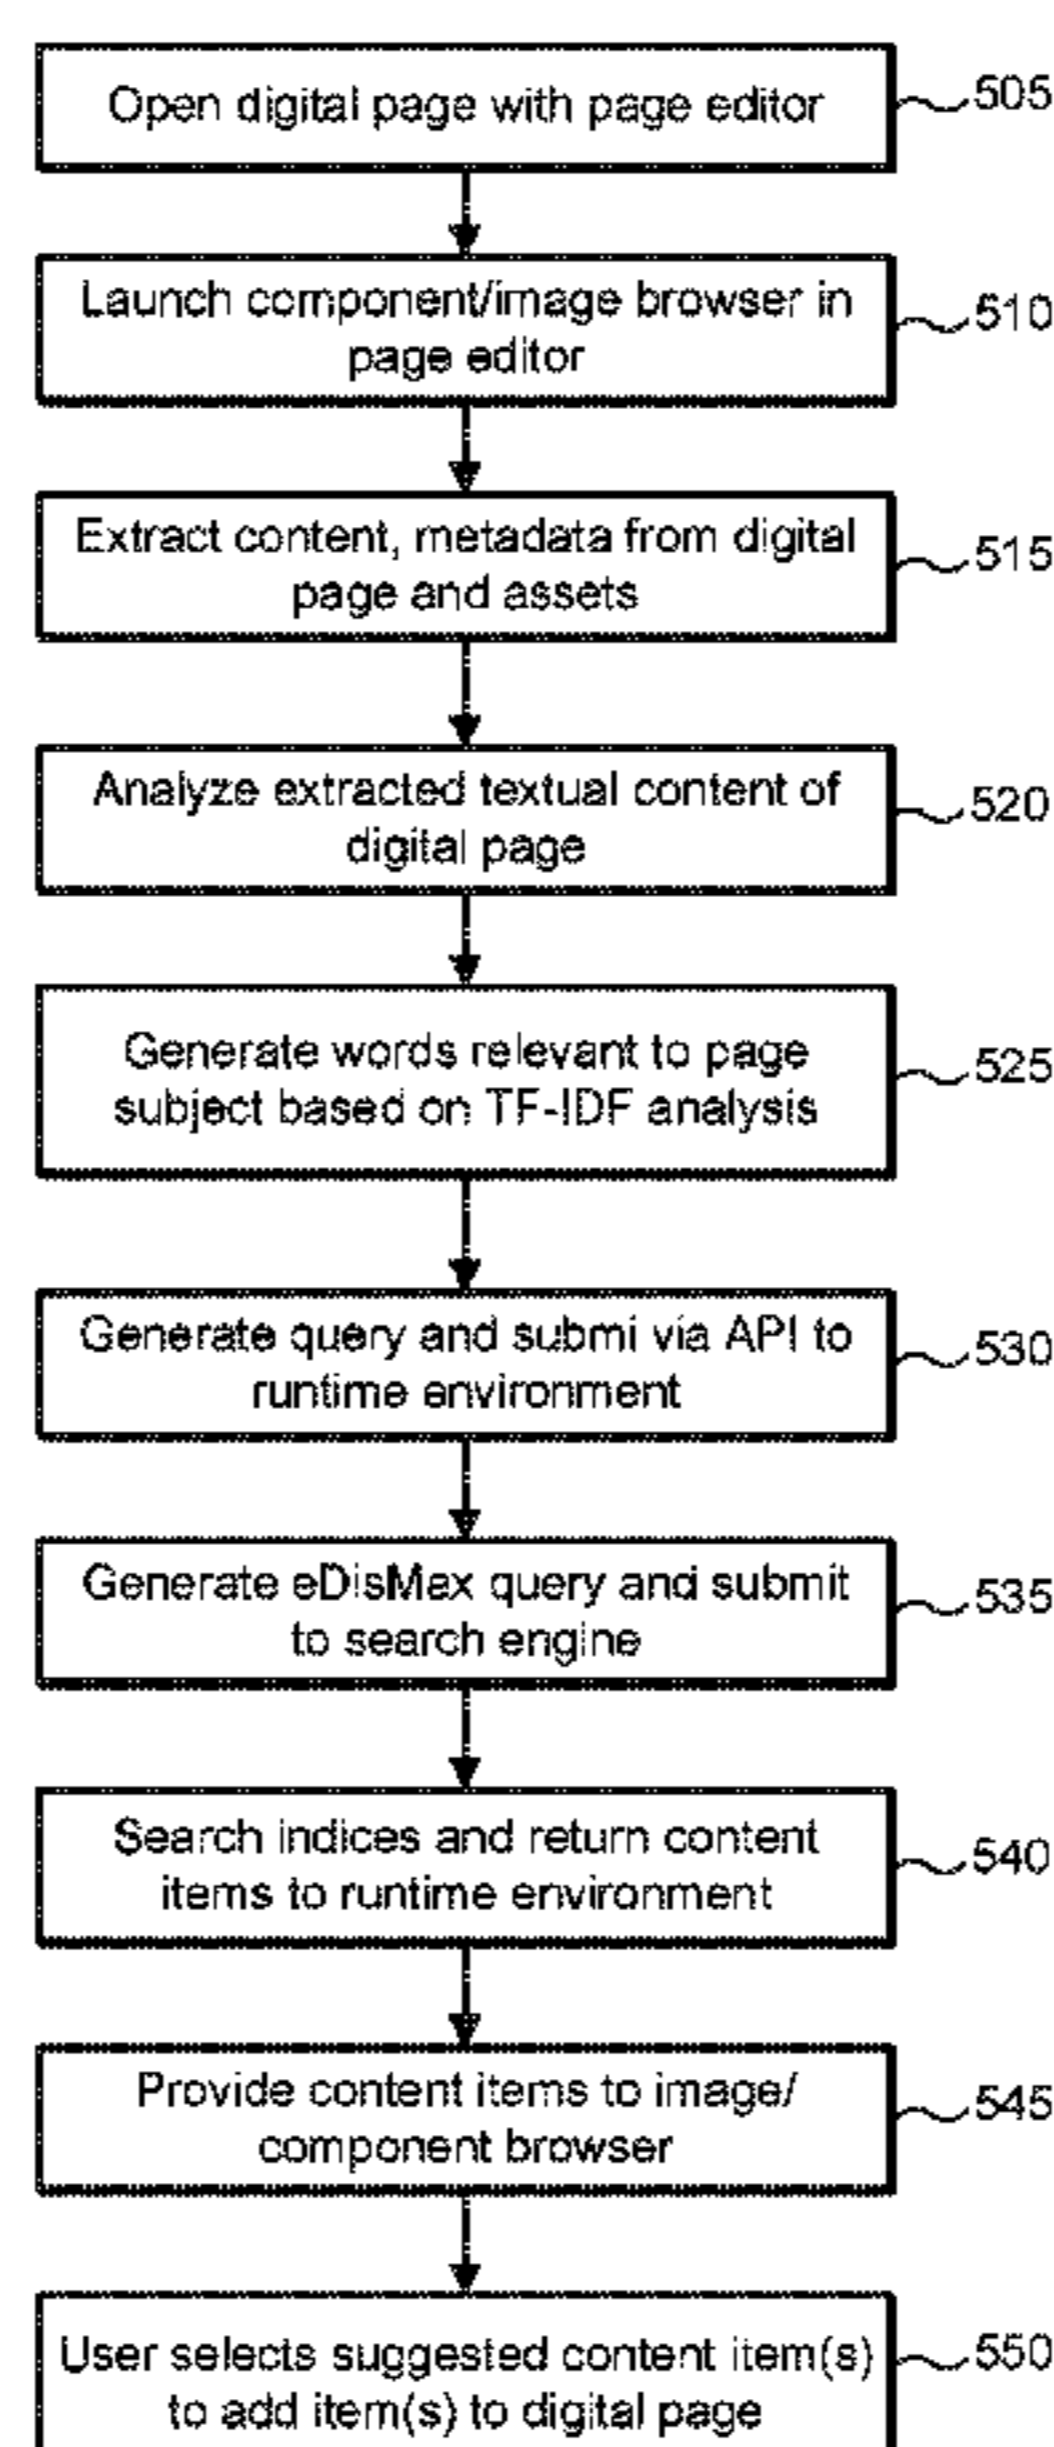 Open digital page with page editor
505
Launch component/image browser in
page editor
510
Extract content, metadata from digital
page and assets
515
Analyze extracted textual content of
digital page
520
Generate words relevant to page
subject based on TF-IDF analysis
525
Generate query and submi via API to
runtime environment
530
Generate eDisMax query and submit
to search engine
535
Search indices and return content
items to runtime environment
540
Provide content items to image/
component browser
545
User selects suggested content item(s)
to add item(s) to digital page
550